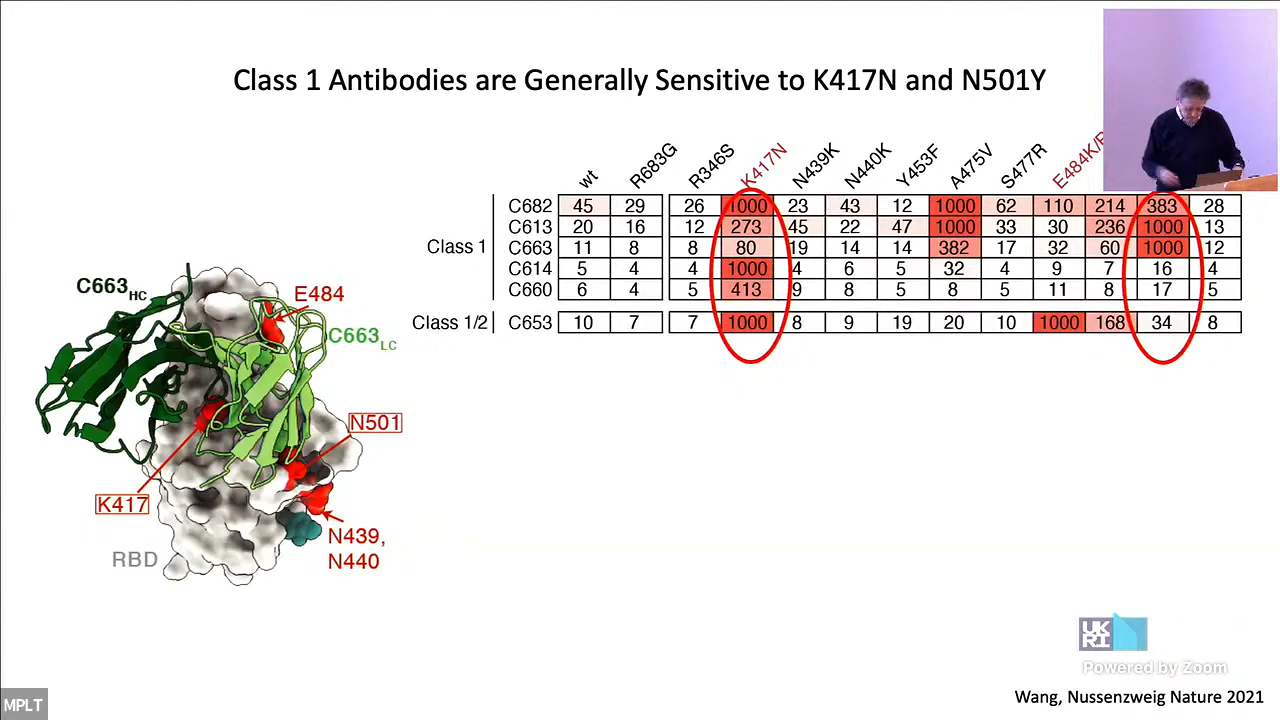 Class 1 Antibodies are Generally Sensitive to K417N and N501Y
wt R683G R346S K417N N439K N440K Y453F A475V S477R
Class 1
C682 45 29 26 1000 23 43 12 1000 62 110 214 383 28
C613 20 16 12 273 45 22 47 1000 33 30 236 1000 13
C663 11 8 8 80 19 14 14 382 17 32 60 1000 12
C614 5 4 4 1000 4 6 5 32 4 9 7 16 4
C660 6 4 5 413 9 8 5 8 5 11 8 17 5
Class 1/2 C653 10 7 7 1000 8 9 19 20 10 1000 168 34 8
C663HC
E484
C663LC
N501
K417
N439,
N440
RBD
UK
RI
Powered by Zoom
MPLT
Wang, Nussenzweig Nature 2021